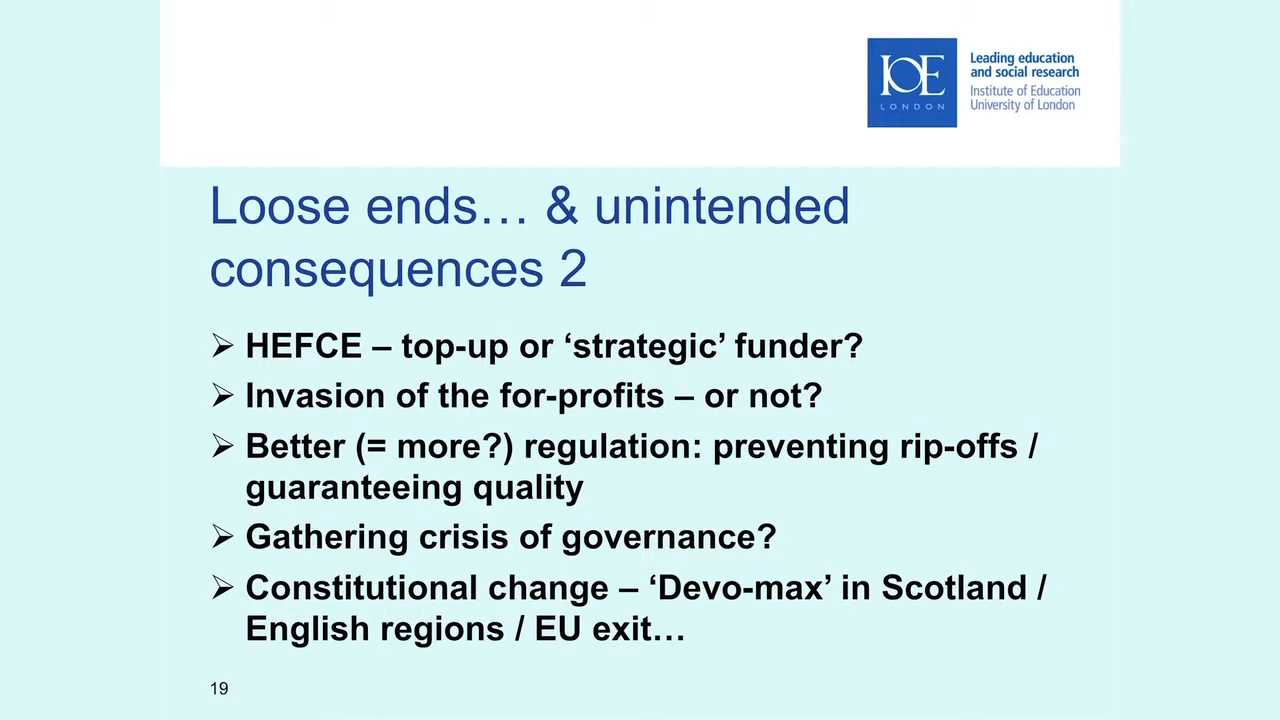 IOE
LONDON
Leading education
and social research
Institute of Education
University of London
Loose ends… & unintended
consequences 2
➢ HEFCE – top-up or ‘strategic’ funder?
➢ Invasion of the for-profits – or not?
➢ Better (= more?) regulation: preventing rip-offs /
guaranteeing quality
➢ Gathering crisis of governance?
➢ Constitutional change – ‘Devo-max’ in Scotland /
English regions / EU exit…
19